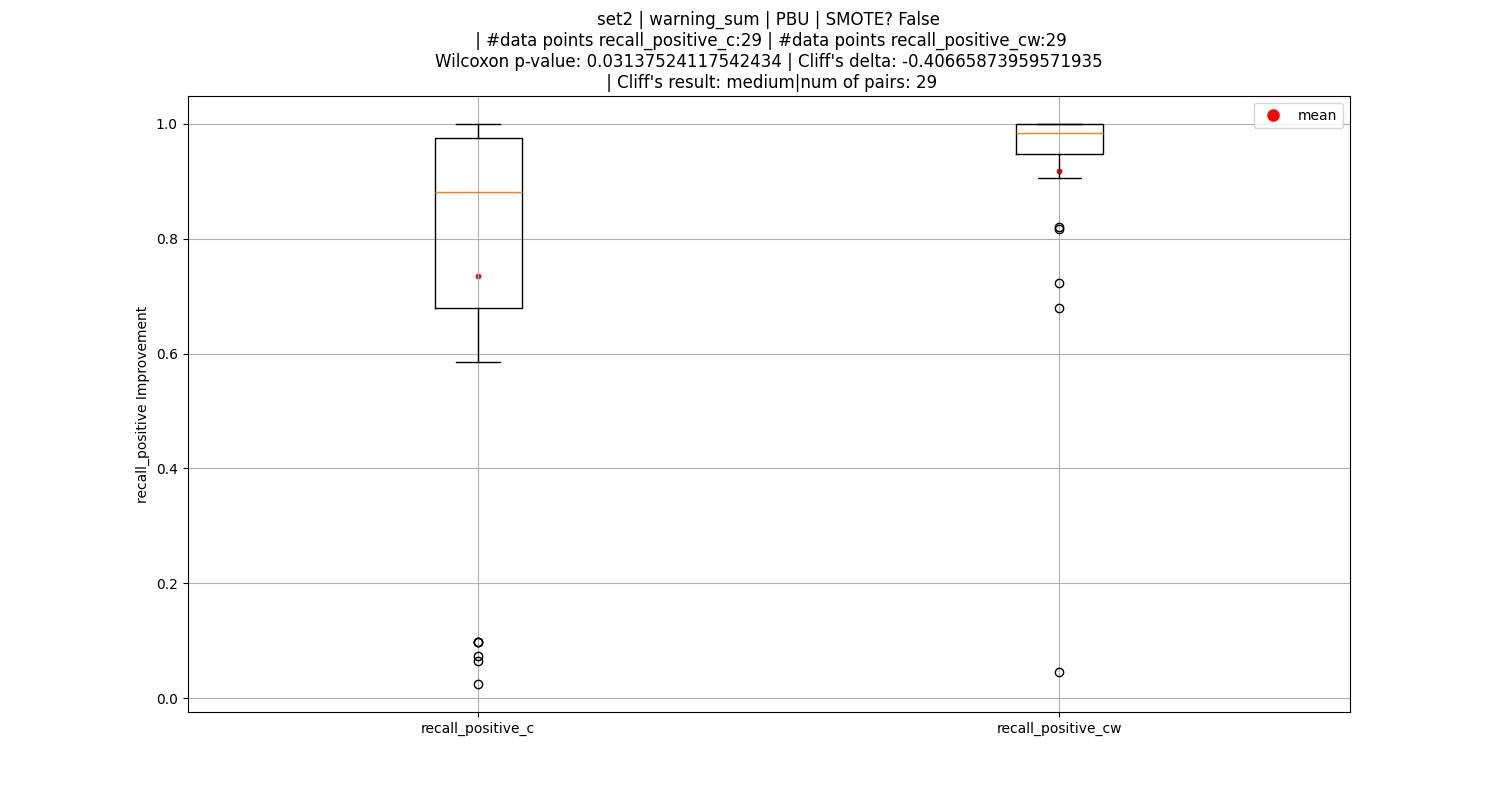 set2 | warning_sum | PBU | SMOTE? False
| #data points recall_positive_c:29 | #data points recall_positive_cw:29
Wilcoxon p-value: 0.03137524117542434 | Cliff's delta: -0.40665873959571935
| Cliff's result: medium|num of pairs: 29
mean
recall_positive Improvement
1.0
0.8
0.6
0.4
0.2
0.0
recall_positive_c
recall_positive_cw